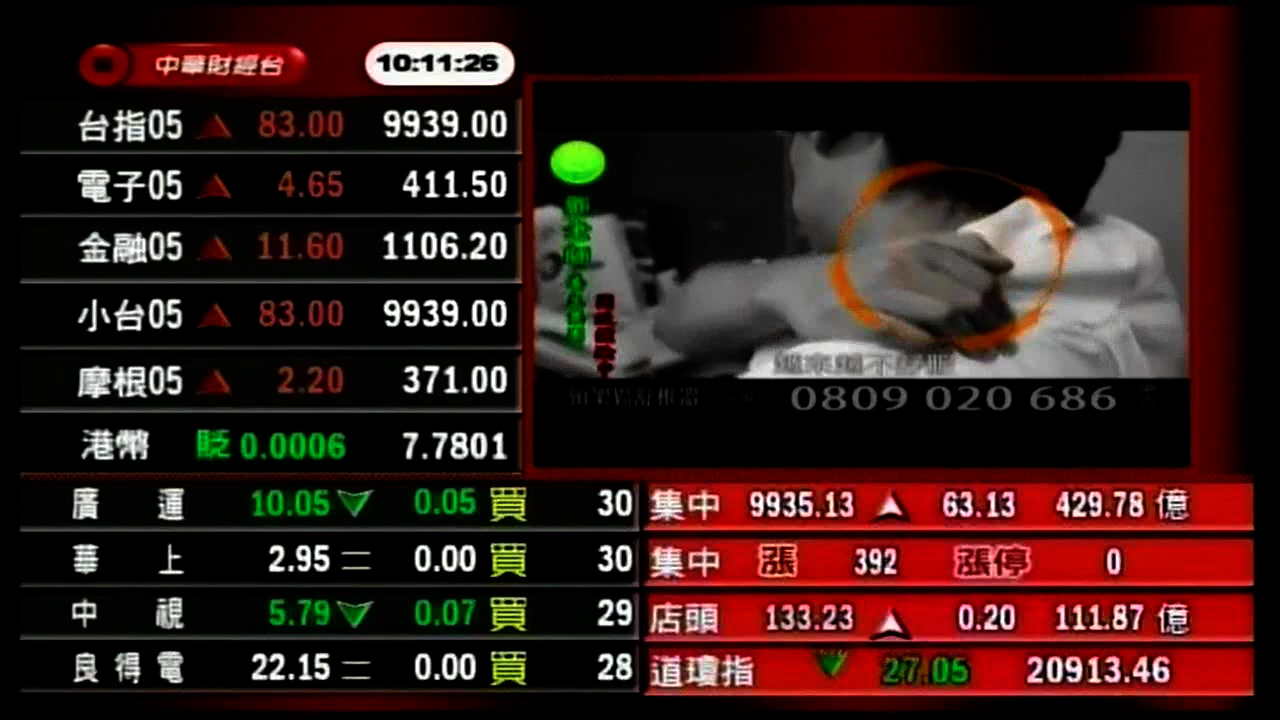 中華財經台 10:11:26
台指05 ▲ 83.00 9939.00
電子05 ▲ 4.65 411.50
金融05 ▲ 11.60 1106.20
小台05 ▲ 83.00 9939.00
摩根05 ▲ 2.20 371.00
港幣 貶 0.0006 7.7801
0809 020 686
廣運 10.05 ▽ 0.05 買 30
華上 2.95 = 0.00 買 30
中視 5.79 ▽ 0.07 買 29
良得電 22.15 = 0.00 買 28
集中 9935.13 ▲ 63.13 429.78 億
集中 漲 392 漲停 0
店頭 133.23 ▲ 0.20 111.87 億
道瓊指 ▼ 27.05 20913.46